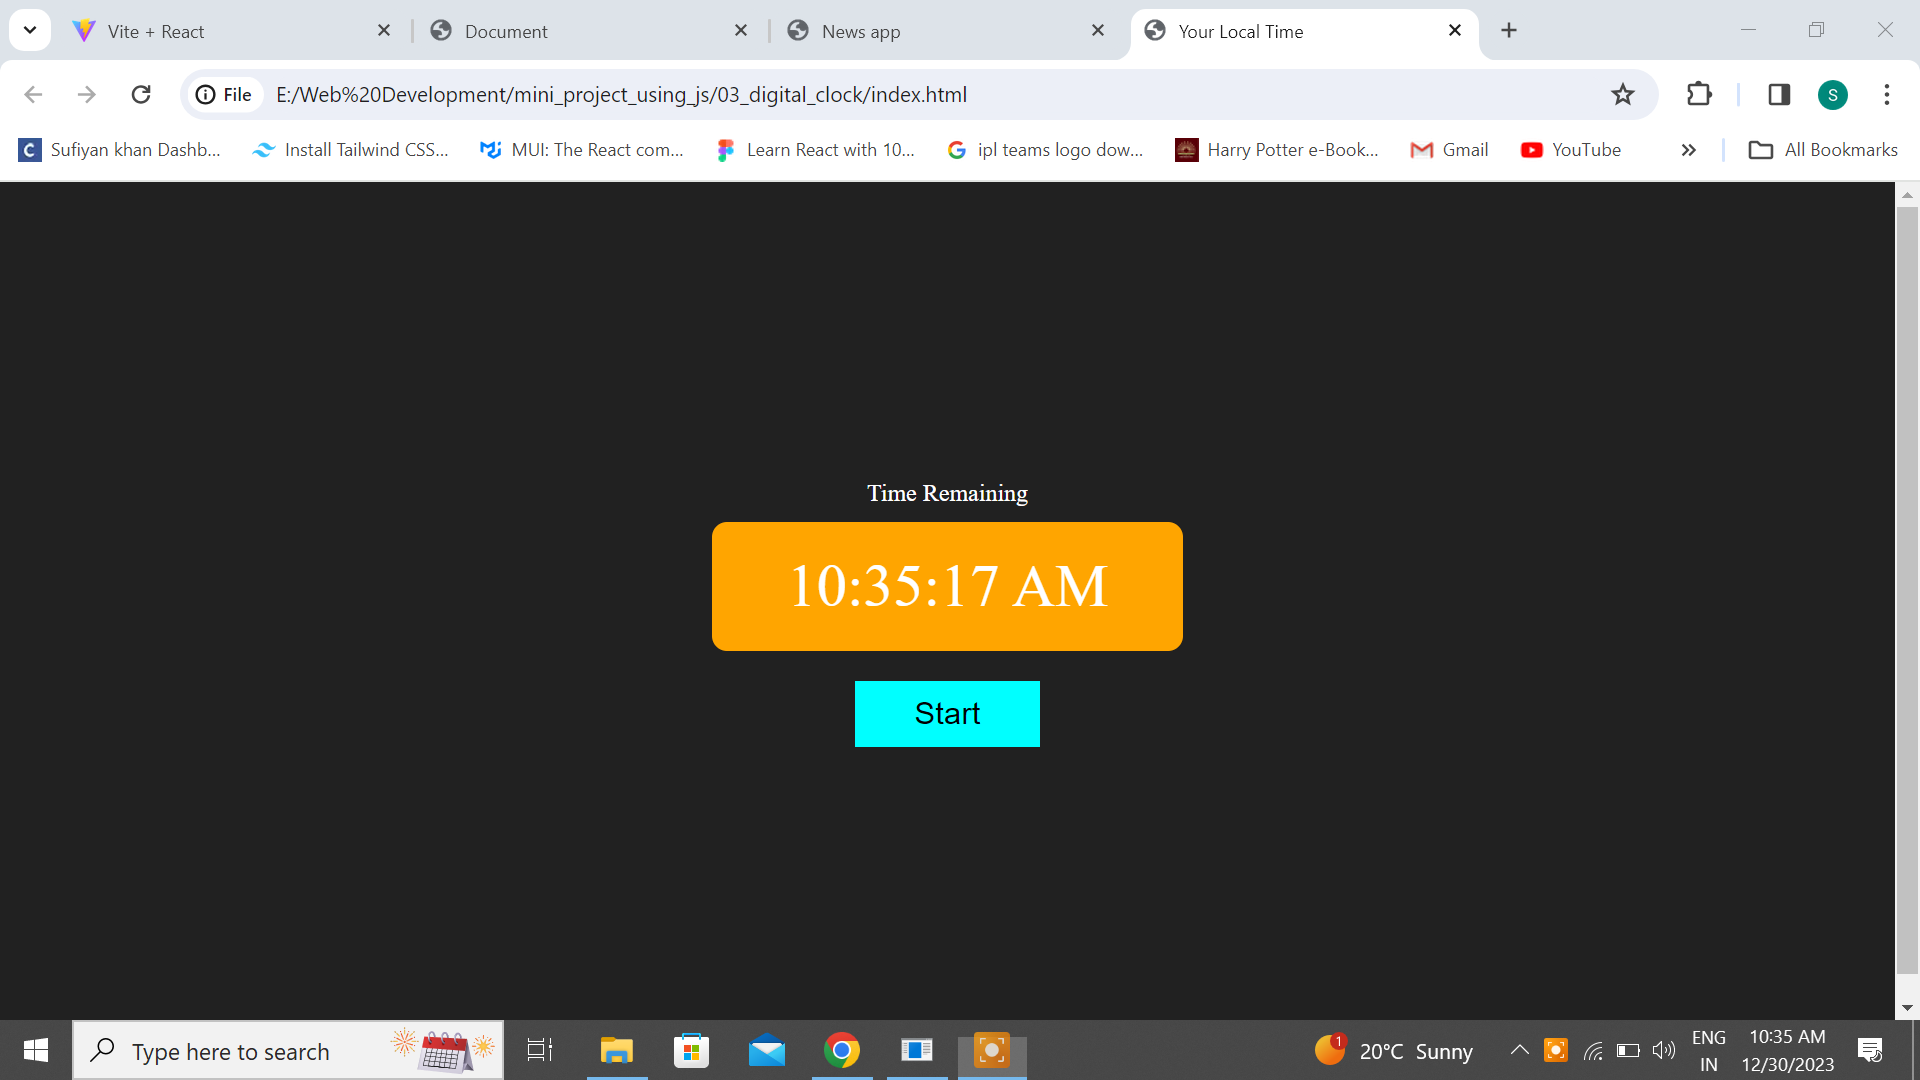 Vite + React
Document
News app
Your Local Time
File
E:/Web%20Development/mini_project_using_js/03_digital_clock/index.html
S
C
Sufiyan khan Dashb...
Install Tailwind CSS...
MUI: The React com...
Learn React with 10...
ipl teams logo dow...
Harry Potter e-Book...
Gmail
YouTube
All Bookmarks
Time Remaining
10:35:17 AM
Start
Type here to search
1
20°C Sunny
ENG
IN
10:35 AM
12/30/2023